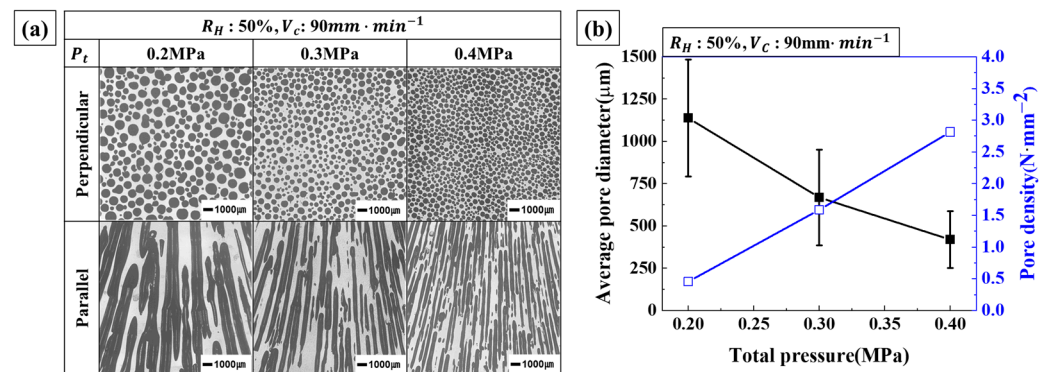 (a)
R_H : 50%, V_C: 90mm · min⁻¹
P_t 0.2MPa 0.3MPa 0.4MPa
Perpendicular
1000μm 1000μm 1000μm
Parallel
1000μm 1000μm 1000μm
(b)
R_H : 50%, V_C : 90mm· min⁻¹
Average pore diameter(μm)
1500
1250
1000
750
500
250
0
4.0
3.5
3.0
2.5
2.0
1.5
1.0
0.5
0.0
Pore density(N·mm⁻²)
0.20 0.25 0.30 0.35 0.40
Total pressure(MPa)